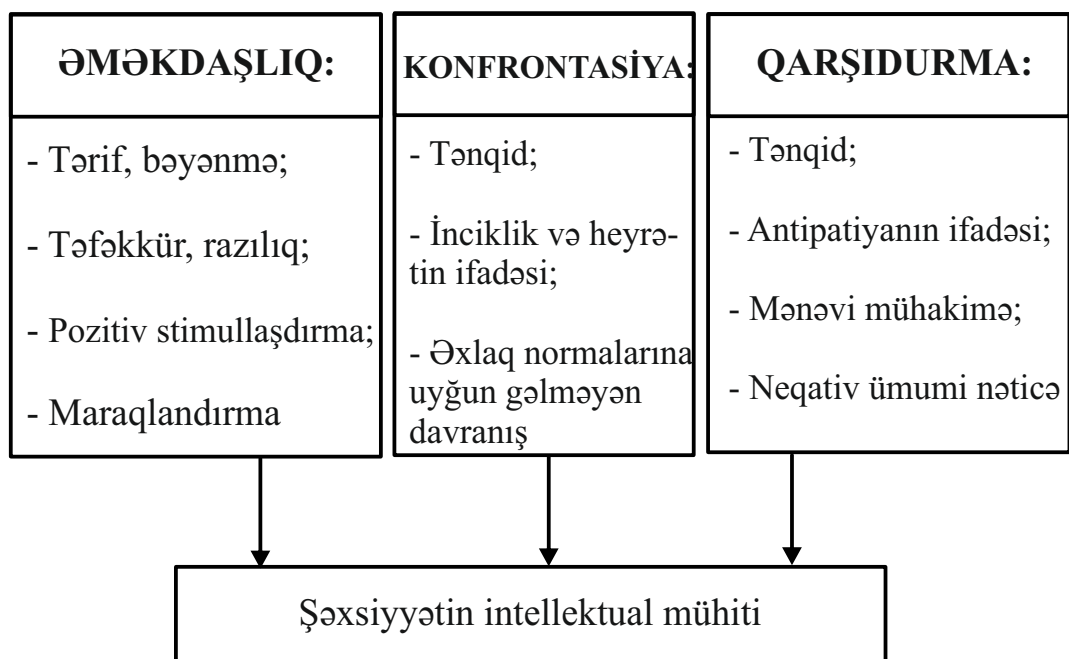 ƏMƏKDAŞLIQ:
- Tərif, bəyənmə;
- Təfəkkür, razılıq;
- Pozitiv stimullaşdırma;
- Maraqlandırma
KONFRONTASİYA:
- Tənqid;
- İnciklik və heyrə-
tin ifadəsi;
- Əxlaq normalarına
uyğun gəlməyən
davranış
QARŞIDURMA:
- Tənqid;
- Antipatiyanın ifadəsi;
- Mənəvi mühakimə;
- Neqativ ümumi nəticə
Şəxsiyyətin intellektual mühiti